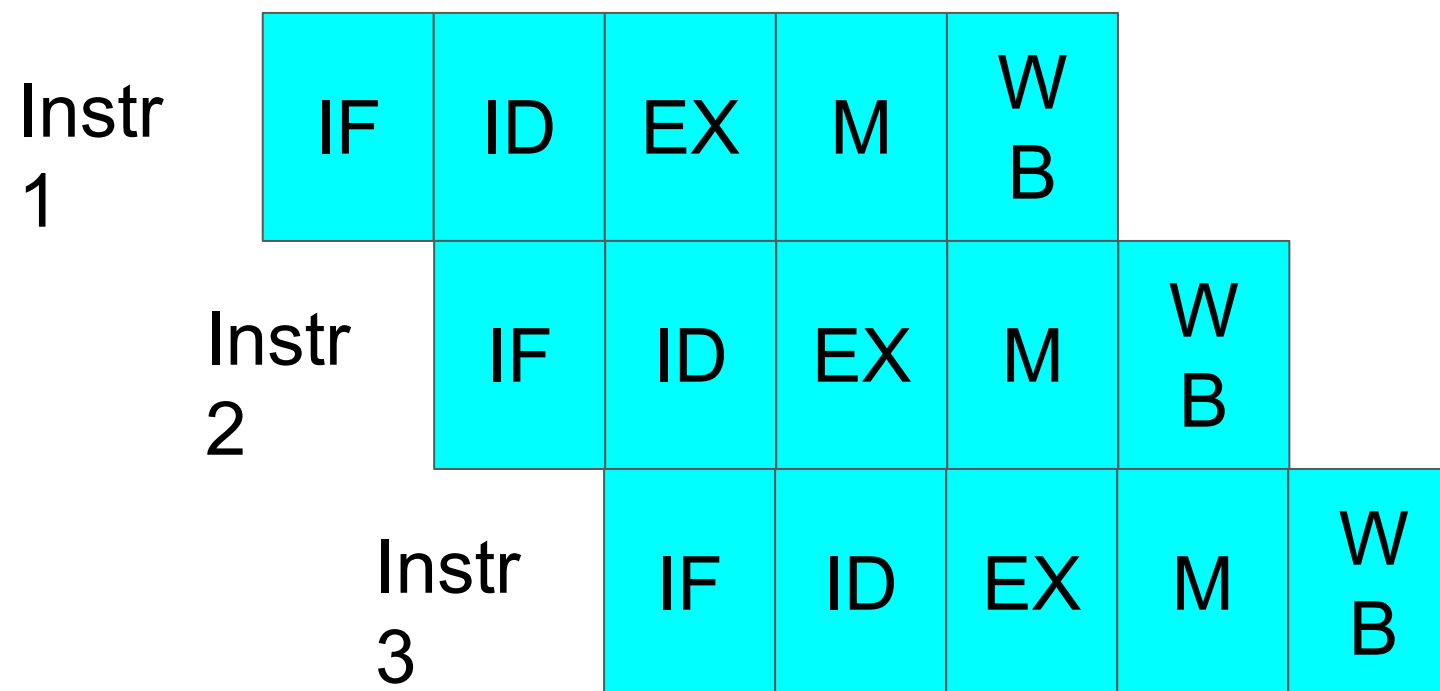 Instr
1
IF ID EX M W
B
Instr
2
IF ID EX M W
B
Instr
3
IF ID EX M W
B